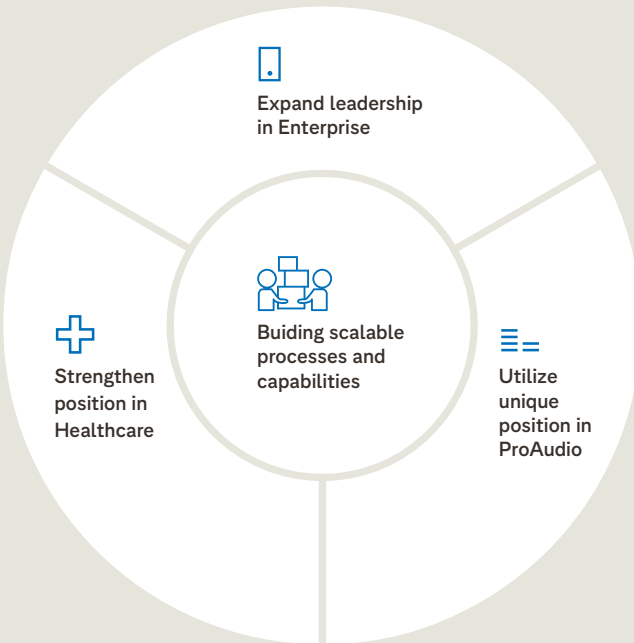 Expand leadership
in Enterprise
Buiding scalable
processes and
capabilities
Strengthen
position in
Healthcare
Utilize
unique
position in
ProAudio